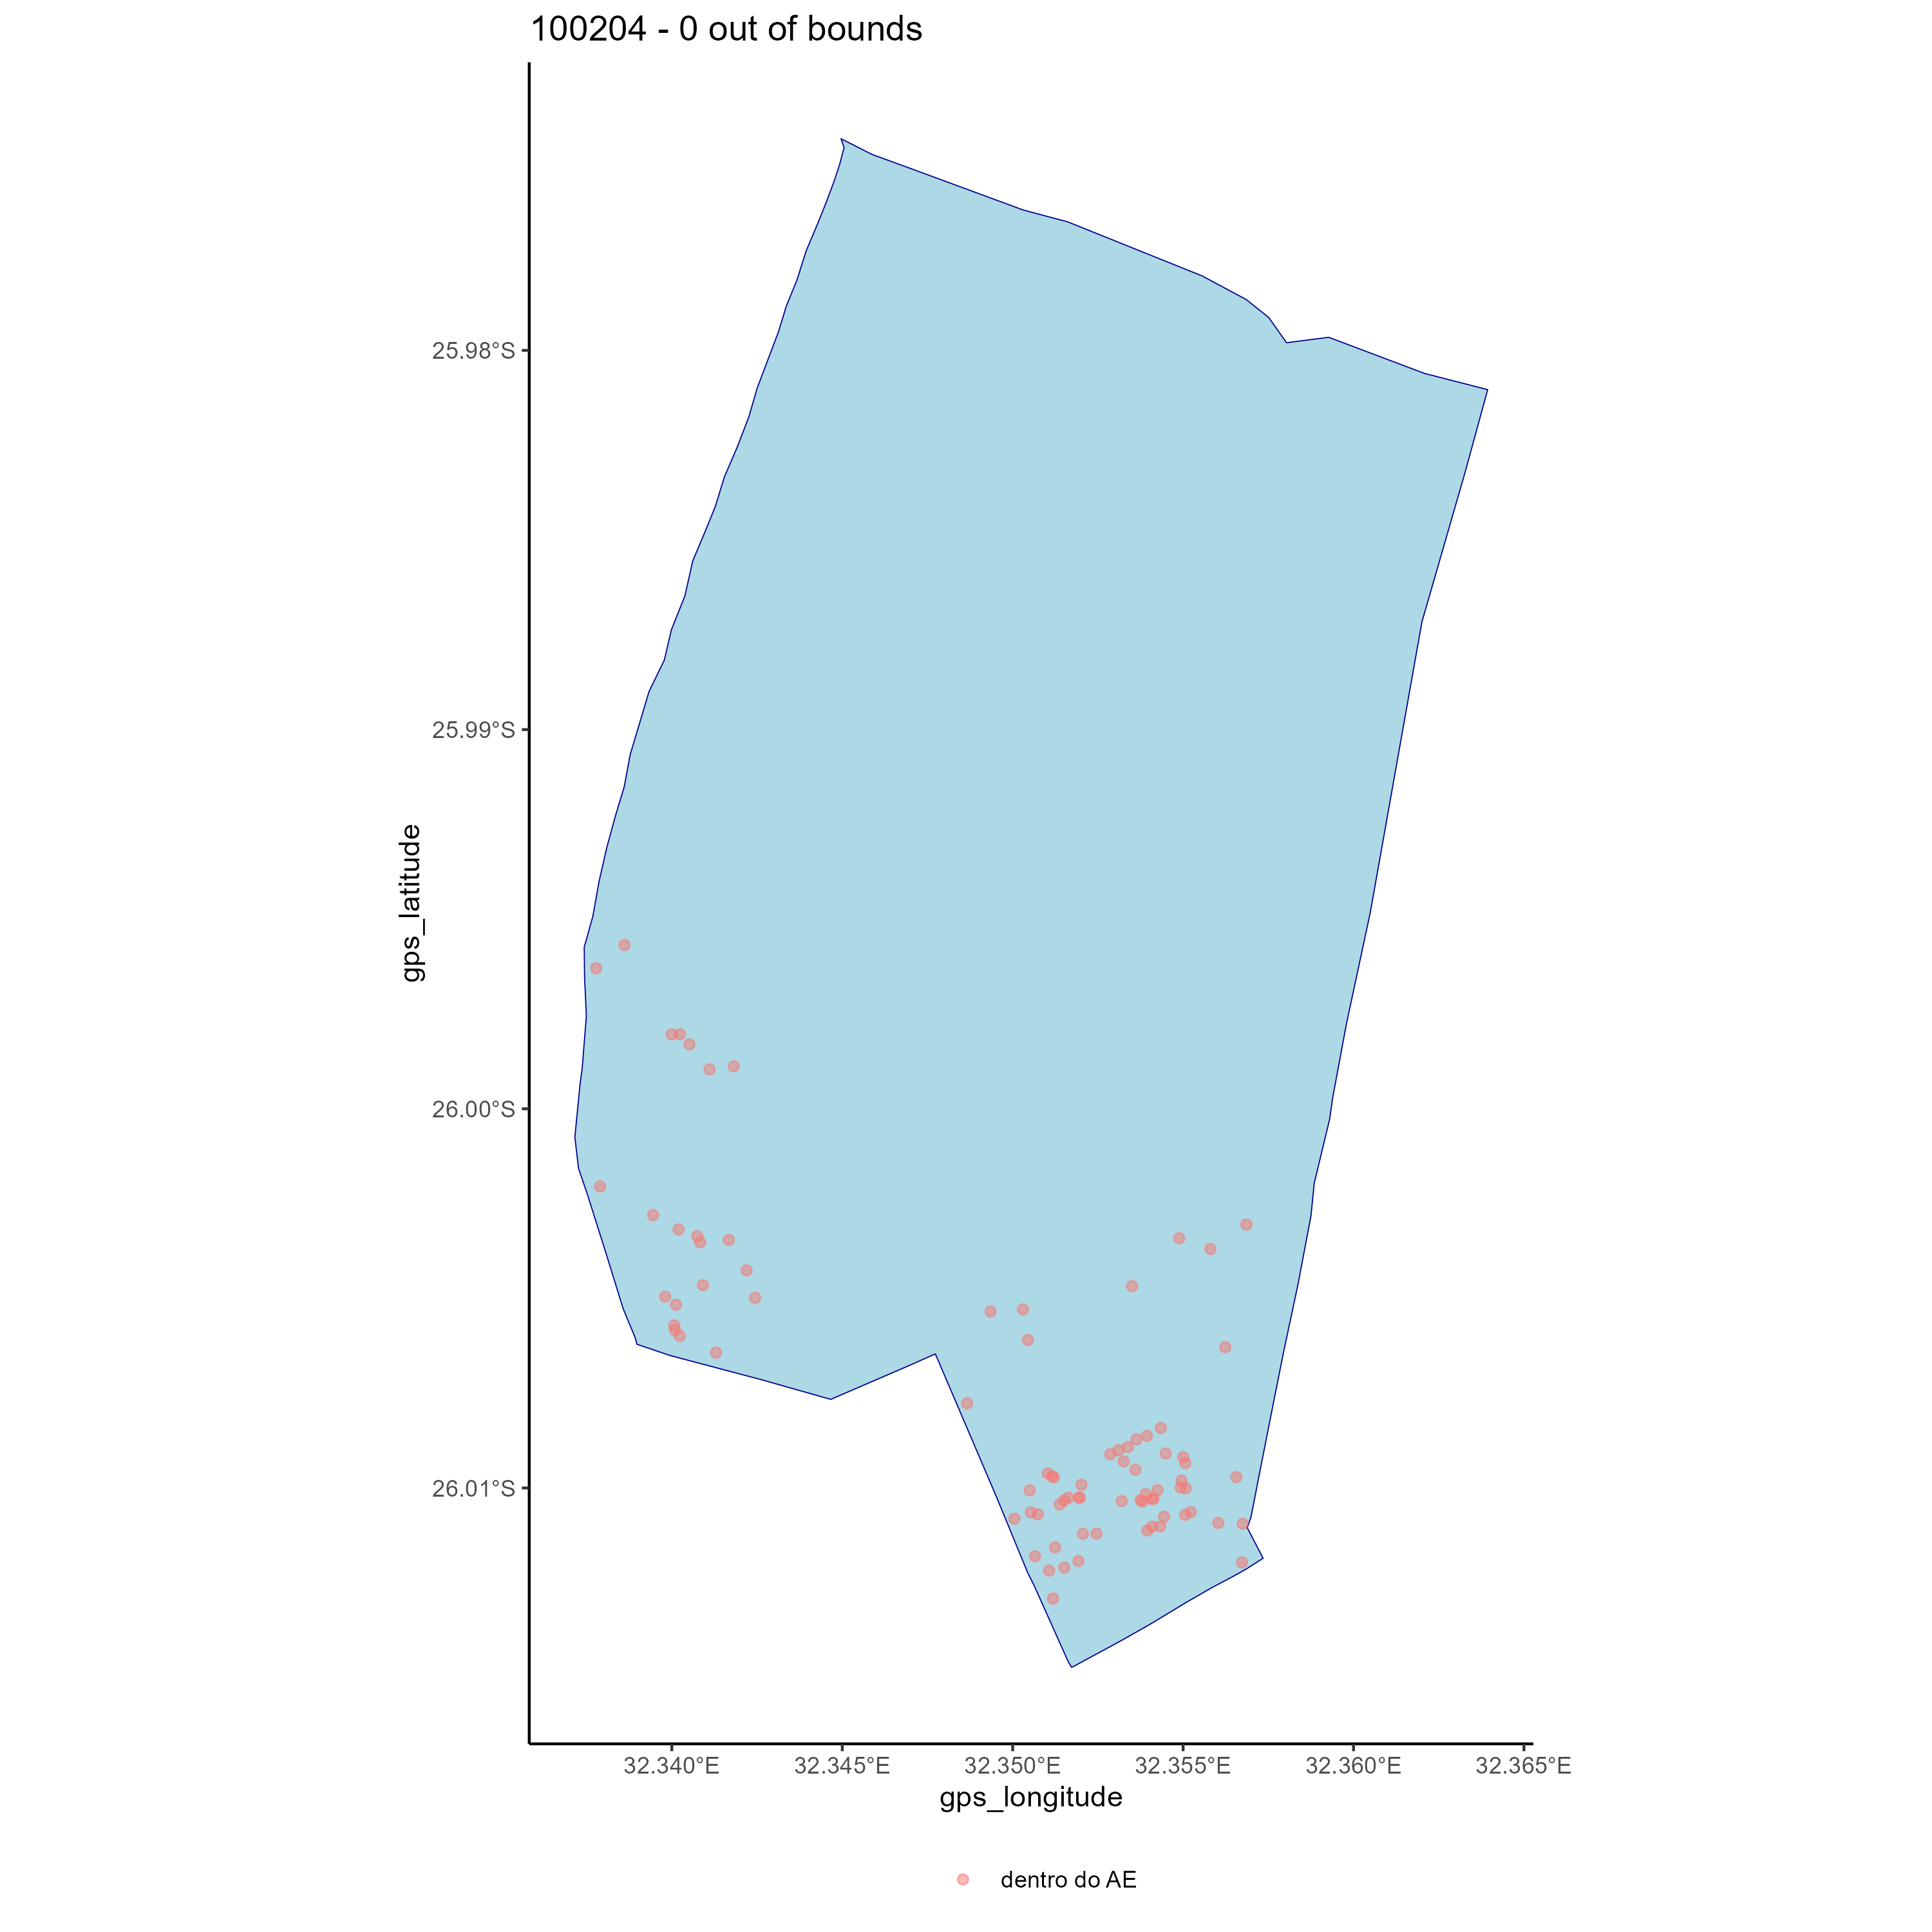 100204 - 0 out of bounds
25.98°S
25.99°S
26.00°S
26.01°S
gps_latitude
32.340°E
32.345°E
32.350°E
32.355°E
32.360°E
32.365°E
gps_longitude
dentro do AE